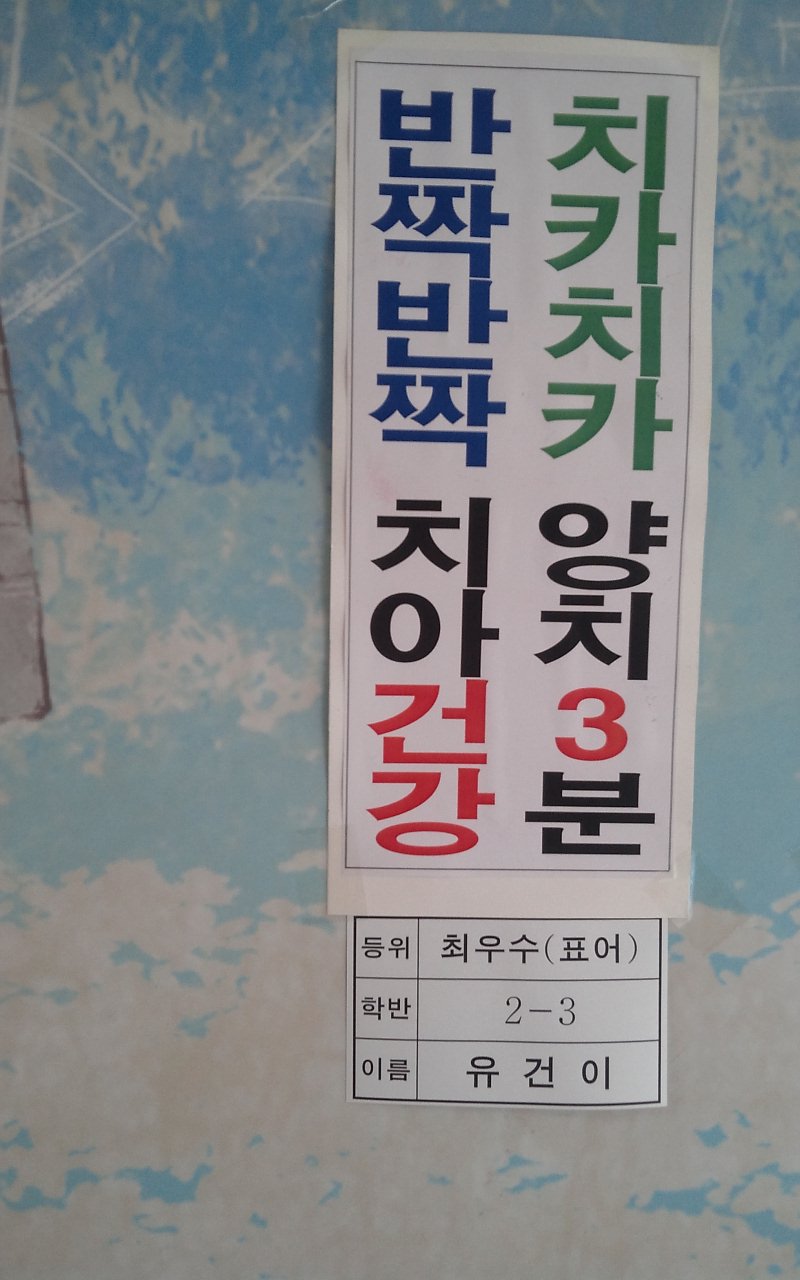 치카치카 양치 3분
반짝반짝 치아건강
등위 최우수(표어)
학반 2-3
이름 유 건 이